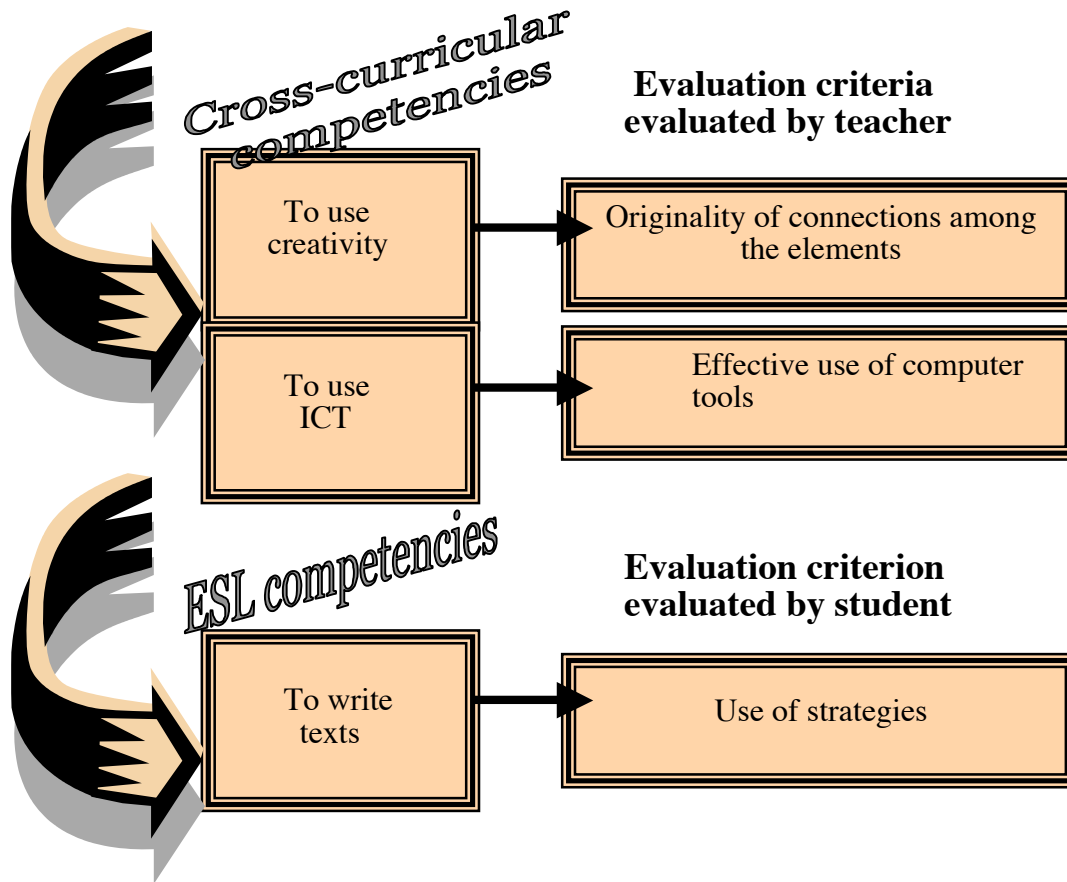 Cross-curricular
competencies
Evaluation criteria
evaluated by teacher
To use
creativity
Originality of connections among
the elements
To use
ICT
Effective use of computer
tools
ESL competencies
Evaluation criterion
evaluated by student
To write
texts
Use of strategies